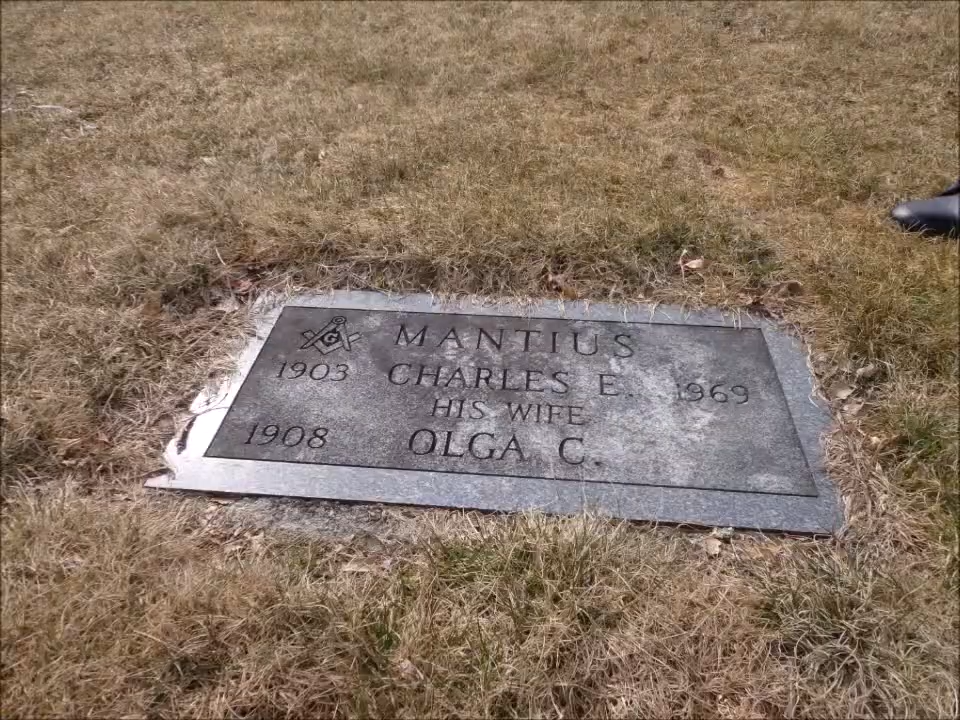 G
MANTIUS
1903 CHARLES E. 1969
HIS WIFE
1908 OLGA C.